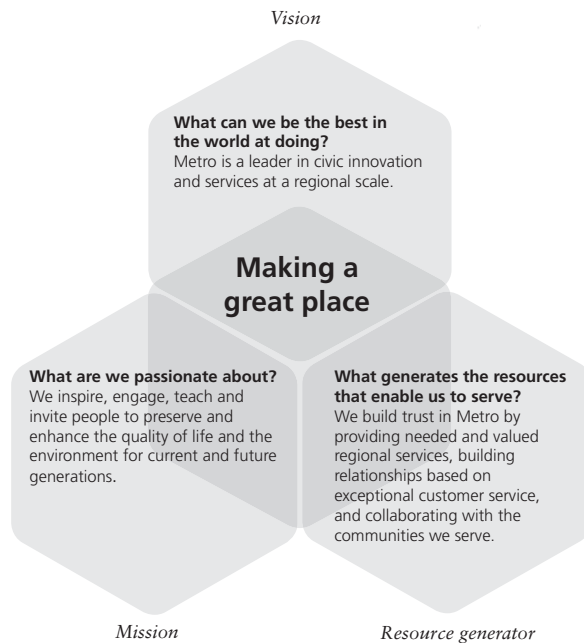 Vision
What can we be the best in
the world at doing?
Metro is a leader in civic innovation
and services at a regional scale.
Making a
great place
What are we passionate about?
We inspire, engage, teach and
invite people to preserve and
enhance the quality of life and the
environment for current and future
generations.
What generates the resources
that enable us to serve?
We build trust in Metro by
providing needed and valued
regional services, building
relationships based on
exceptional customer service,
and collaborating with the
communities we serve.
Mission
Resource generator